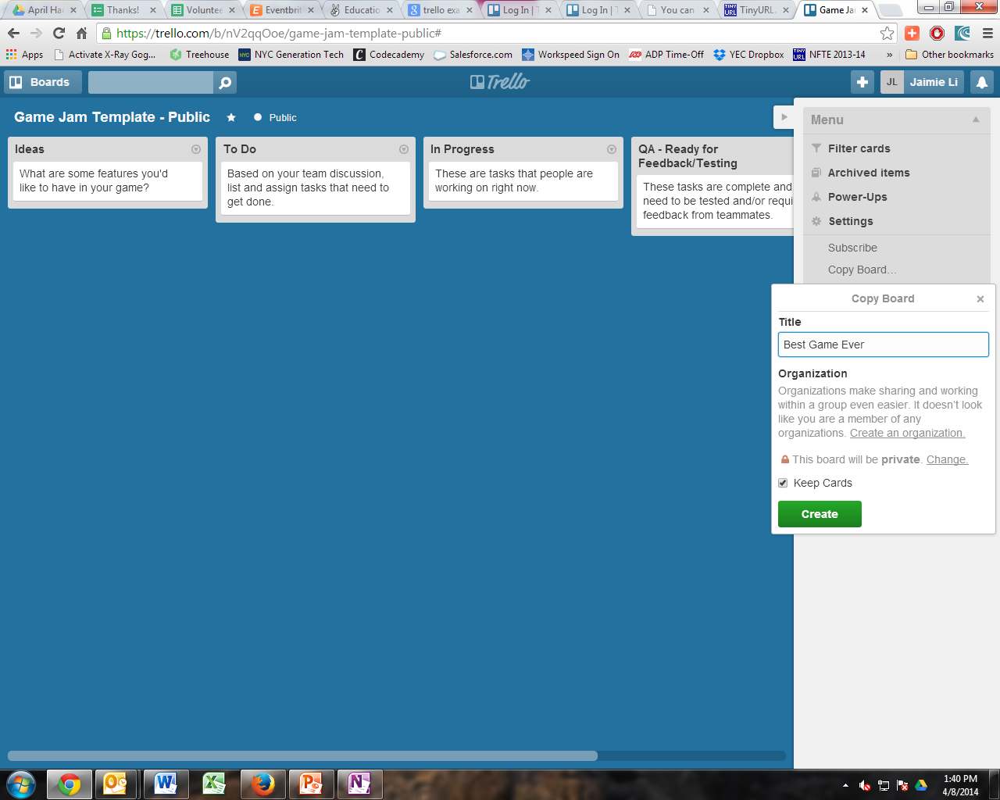 April Ha
Thanks!
Volunte
Eventbrit
Educatio
trello exa
Log In | T
Log In | T
You can
TinyURL.
Game Ja
https://trello.com/b/nV2qqOoe/game-jam-template-public#
Apps
Activate X-Ray Gog...
Treehouse
NYC Generation Tech
Codecademy
Salesforce.com
Workspeed Sign On
ADP Time-Off
YEC Dropbox
NFTE 2013-14
»
Other bookmarks
Boards
Trello
JL
Jaimie Li
Game Jam Template - Public
Public
Ideas
What are some features you'd
like to have in your game?
To Do
Based on your team discussion,
list and assign tasks that need to
get done.
In Progress
These are tasks that people are
working on right now.
QA - Ready for
Feedback/Testing
These tasks are complete and
need to be tested and/or requi
feedback from teammates.
Menu
Filter cards
Archived items
Power-Ups
Settings
Subscribe
Copy Board…
Copy Board
Title
Best Game Ever
Organization
Organizations make sharing and working
within a group even easier. It doesn't look
like you are a member of any
organizations. Create an organization.
This board will be private. Change.
Keep Cards
Create
1:40 PM
4/8/2014